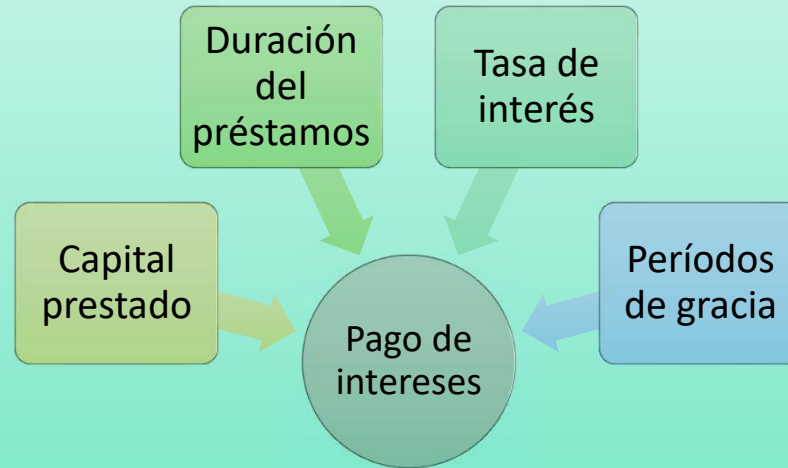 Capital
prestado
Duración
del
préstamos
Tasa de
interés
Períodos
de gracia
Pago de
intereses